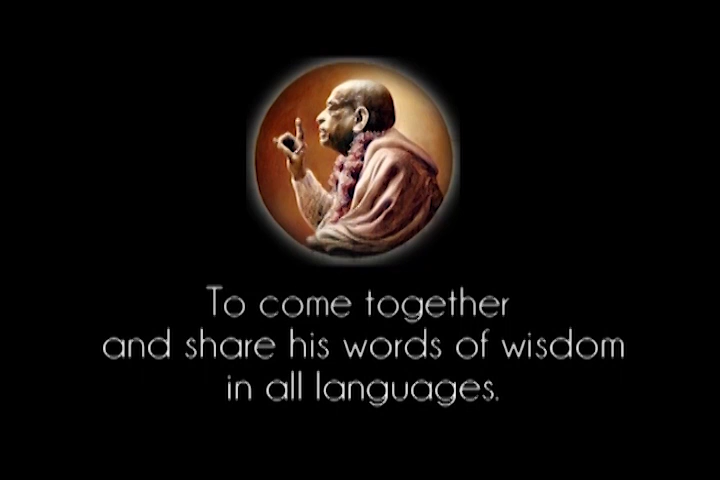 To come together
and share his words of wisdom
in all languages.